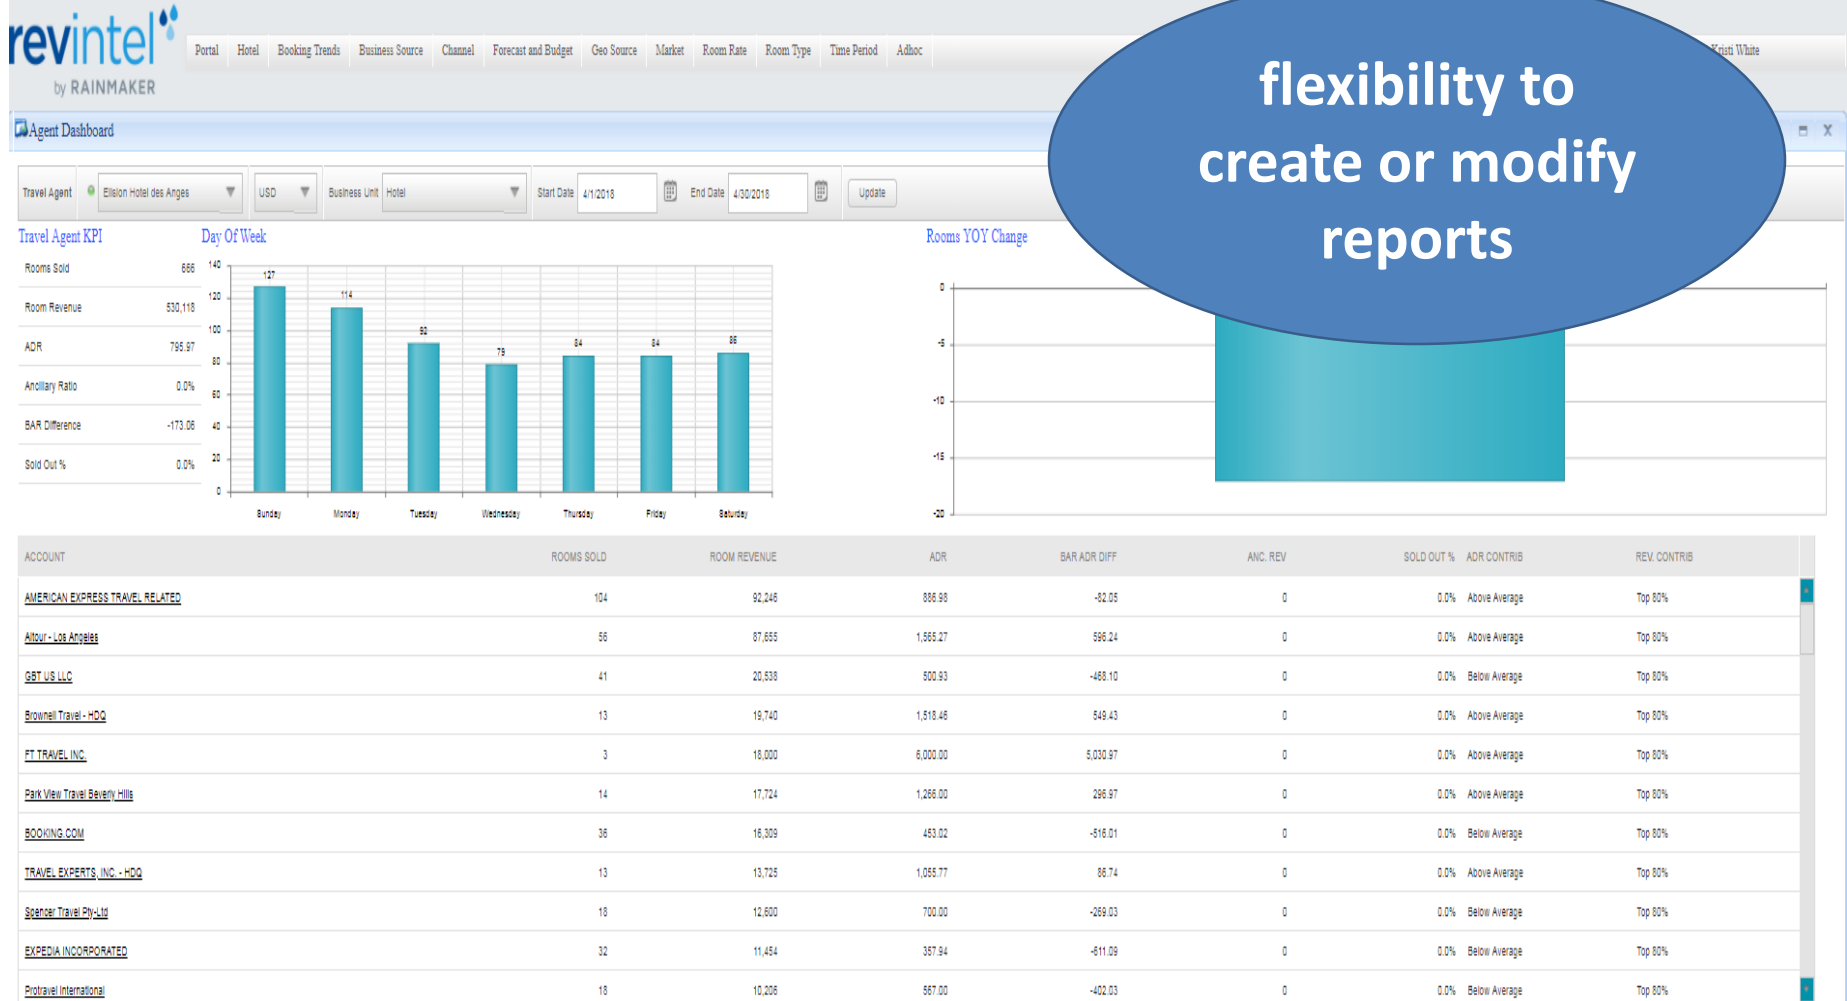 revintel
by RAINMAKER
Portal Hotel Booking Trends Business Source Channel Forecast and Budget Geo Source Market Room Rate Room Type Time Period Adhoc
Kristi White
flexibility to
create or modify
reports
Agent Dashboard
X
Travel Agent Elision Hotel des Anges USD Business Unit Hotel Start Date 4/1/2018 End Date 4/30/2018 Update
Travel Agent KPI
Rooms Sold 666
Room Revenue 530,118
ADR 795.97
Ancillary Ratio 0.0%
BAR Difference -173.06
Sold Out % 0.0%
Day Of Week
140
120
100
80
60
40
20
0
127 114 92 79 84 84 86
Sunday Monday Tuesday Wednesday Thursday Friday Saturday
Rooms YOY Change
0
-5
-10
-15
-20
ACCOUNT ROOMS SOLD ROOM REVENUE ADR BAR ADR DIFF ANC. REV SOLD OUT % ADR CONTRIB REV. CONTRIB
AMERICAN EXPRESS TRAVEL RELATED 104 92,246 886.98 -82.05 0 0.0% Above Average Top 80%
Altour - Los Angeles 56 87,655 1,565.27 596.24 0 0.0% Above Average Top 80%
GBT US LLC 41 20,538 500.93 -468.10 0 0.0% Below Average Top 80%
Brownell Travel - HDQ 13 19,740 1,518.46 549.43 0 0.0% Above Average Top 80%
FT TRAVEL INC. 3 18,000 6,000.00 5,030.97 0 0.0% Above Average Top 80%
Park View Travel Beverly Hills 14 17,724 1,266.00 296.97 0 0.0% Above Average Top 80%
BOOKING.COM 36 16,309 453.02 -516.01 0 0.0% Below Average Top 80%
TRAVEL EXPERTS, INC. - HDQ 13 13,725 1,055.77 86.74 0 0.0% Above Average Top 80%
Spencer Travel Pty-Ltd 18 12,600 700.00 -269.03 0 0.0% Below Average Top 80%
EXPEDIA INCORPORATED 32 11,454 357.94 -611.09 0 0.0% Below Average Top 80%
Protravel International 18 10,206 567.00 -402.03 0 0.0% Below Average Top 80%